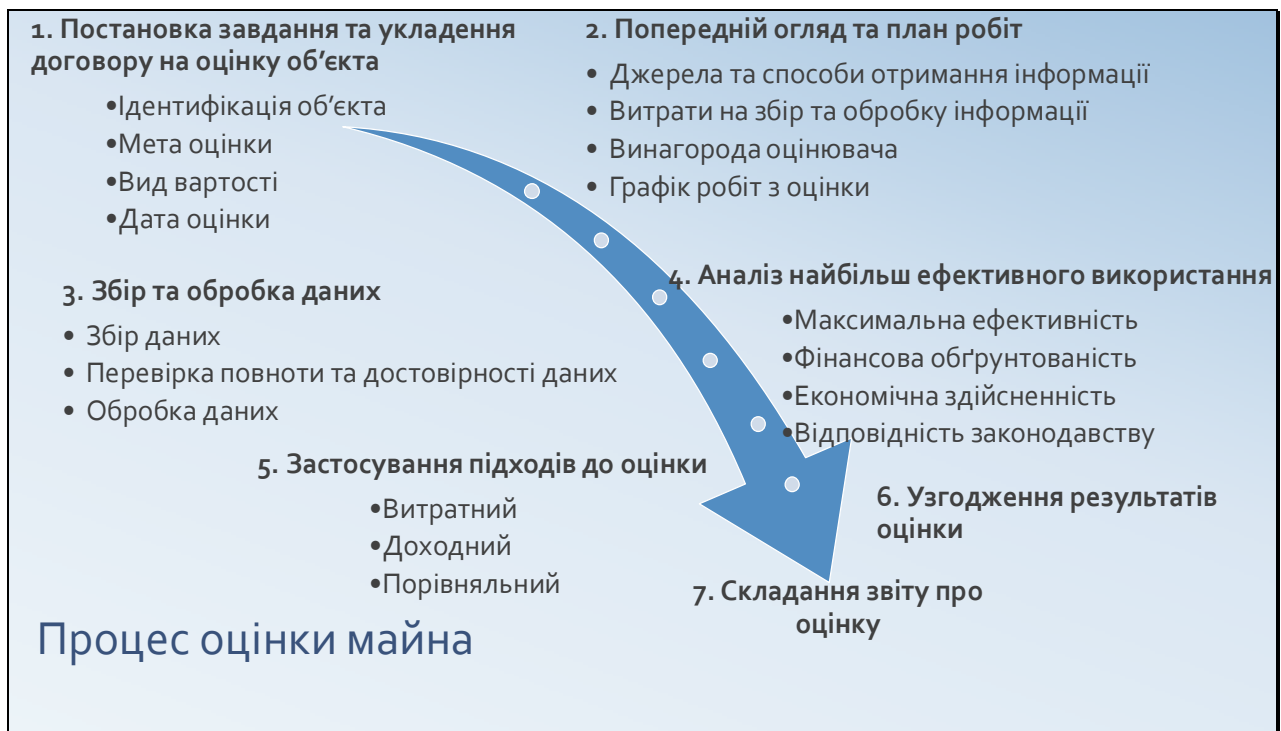 1. Постановка завдання та укладення
договору на оцінку об’єкта
•Ідентифікація об’єкта
•Мета оцінки
•Вид вартості
•Дата оцінки
2. Попередній огляд та план робіт
• Джерела та способи отримання інформації
• Витрати на збір та обробку інформації
• Винагорода оцінювача
• Графік робіт з оцінки
3. Збір та обробка даних
• Збір даних
• Перевірка повноти та достовірності даних
• Обробка даних
4. Аналіз найбільш ефективного використання
•Максимальна ефективність
•Фінансова обґрунтованість
•Економічна здійсненність
•Відповідність законодавству
5. Застосування підходів до оцінки
•Витратний
•Доходний
•Порівняльний
6. Узгодження результатів
оцінки
7. Складання звіту про
оцінку
Процес оцінки майна